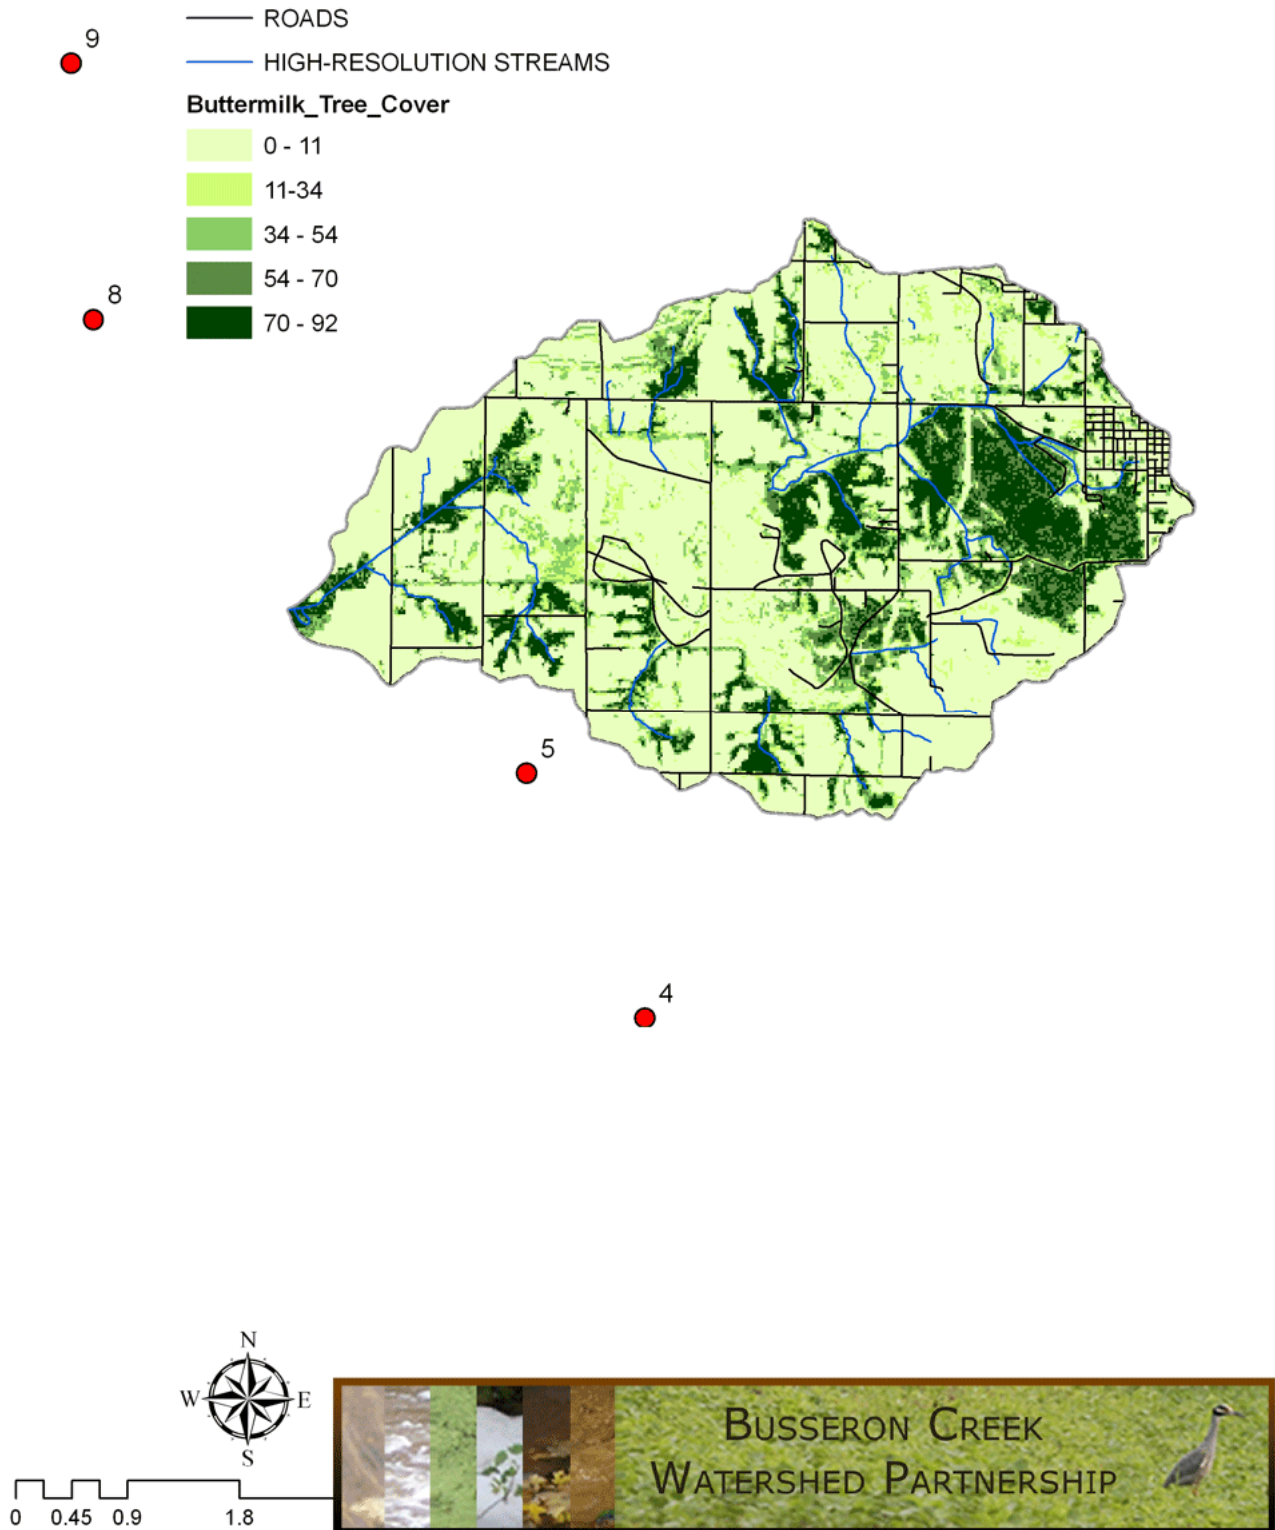 ROADS
9
HIGH-RESOLUTION STREAMS
Buttermilk_Tree_Cover
0 - 11
11-34
34 - 54
54 - 70
8
70 - 92
5
4
N
W E
S
BUSSERON CREEK
WATERSHED PARTNERSHIP
0 0.45 0.9 1.8